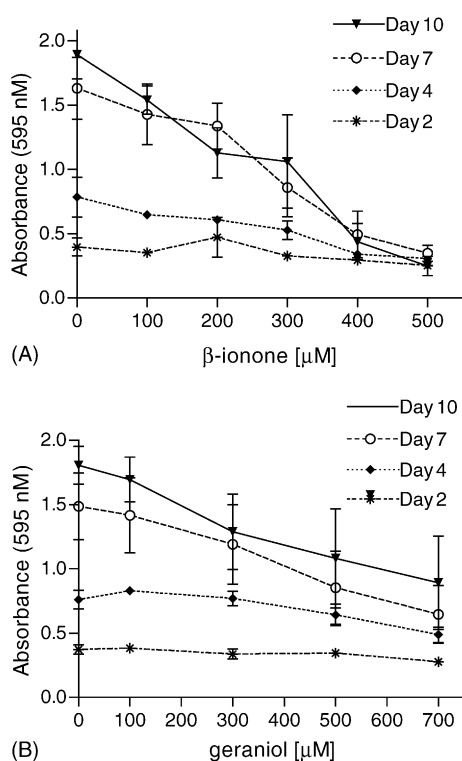 Day 10
Day 7
Day 4
Day 2
2.0
1.5
1.0
0.5
0.0
Absorbance (595 nM)
0 100 200 300 400 500
(A) β-ionone [μM]
Day 10
Day 7
Day 4
Day 2
2.0
1.5
1.0
0.5
0.0
Absorbance (595 nM)
0 100 200 300 400 500 600 700
(B) geraniol [μM]